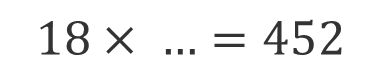 18 × ... = 452